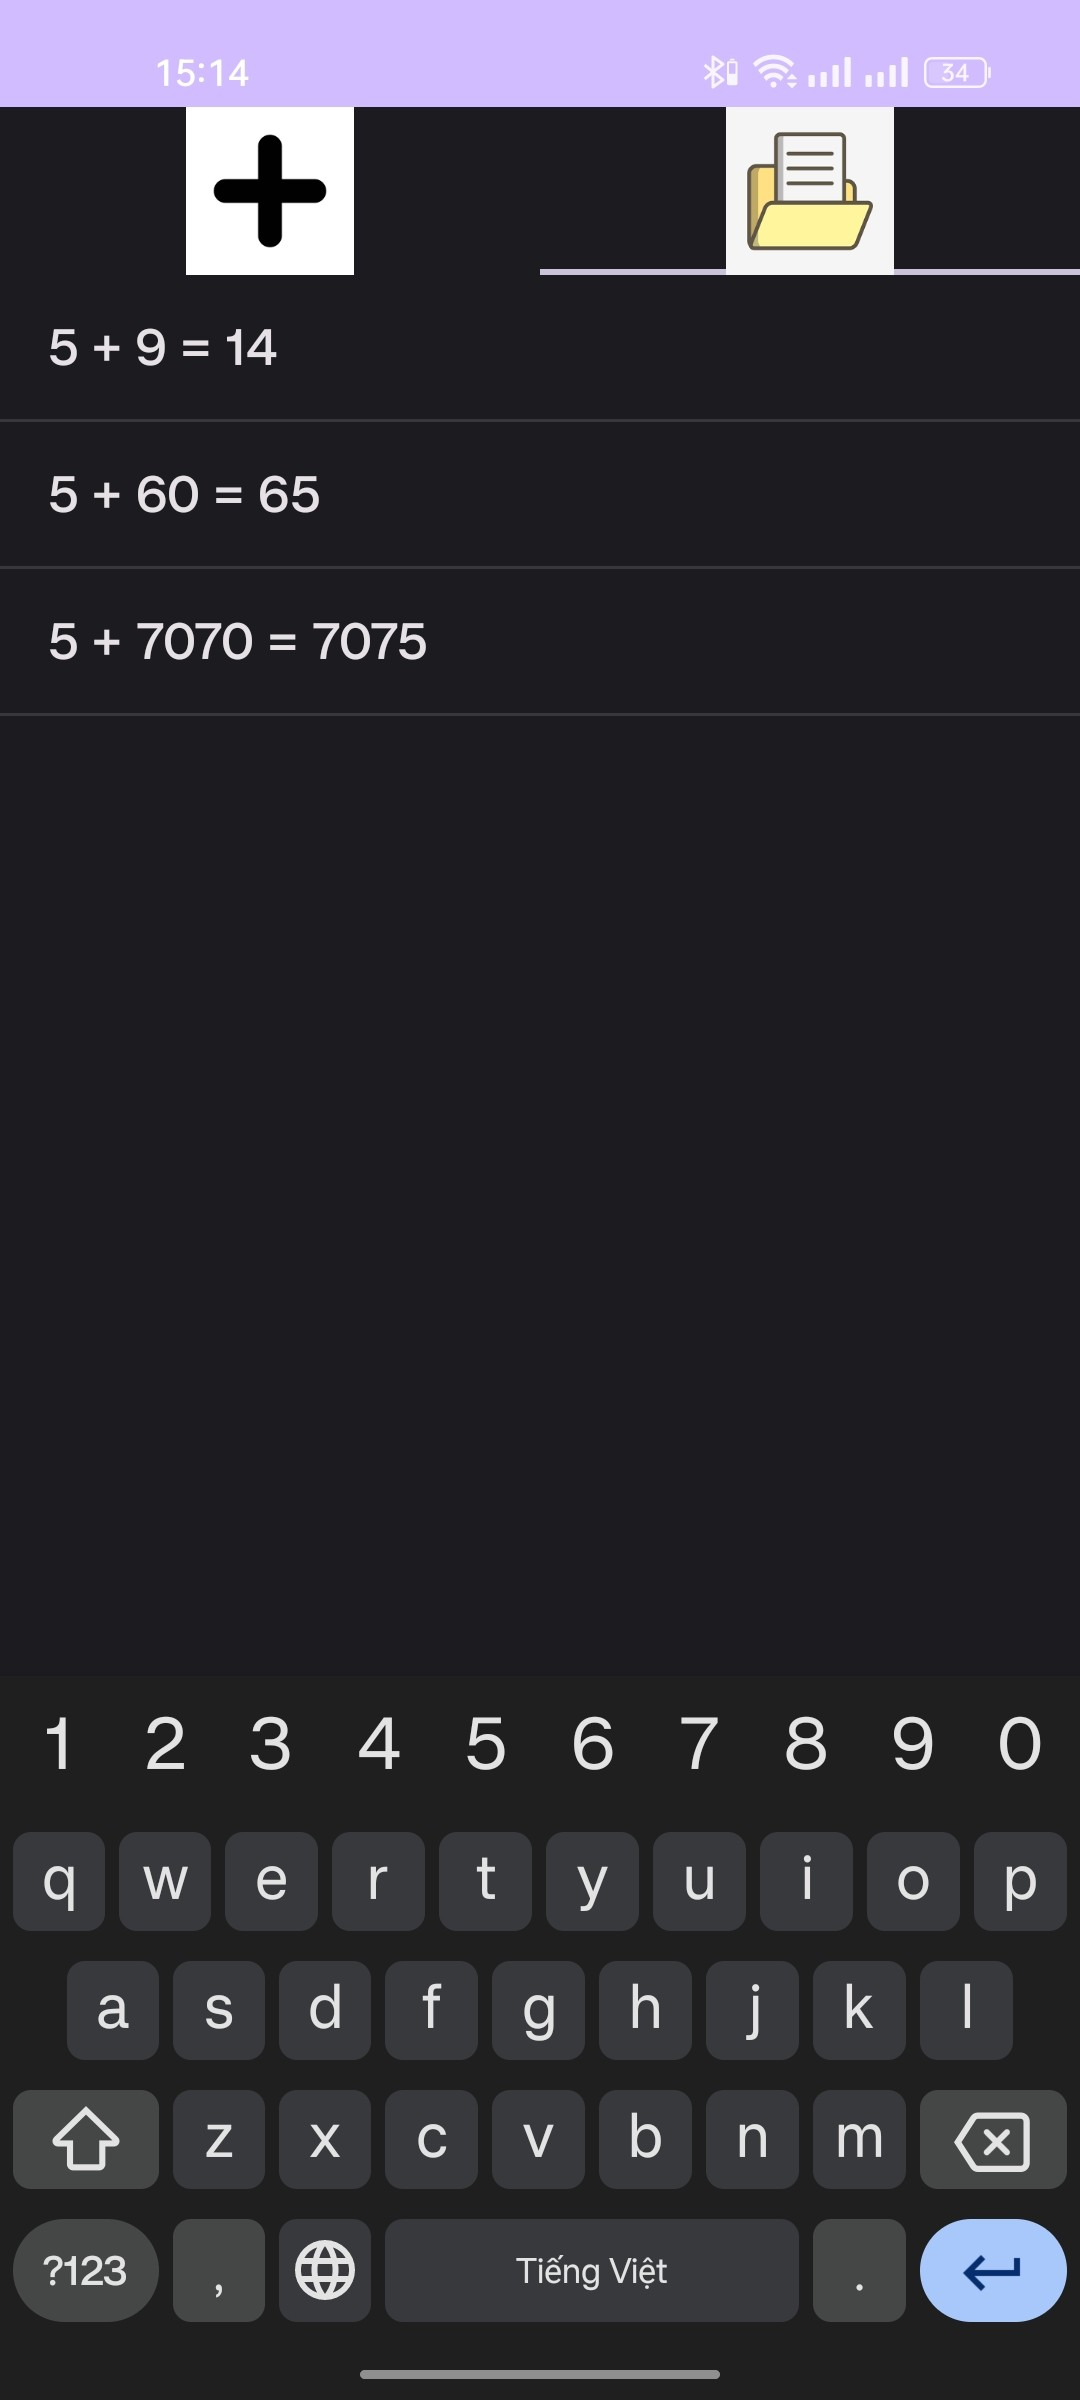 15:14
34
5 + 9 = 14
5 + 60 = 65
5 + 7070 = 7075
1 2 3 4 5 6 7 8 9 0
q w e r t y u i o p
a s d f g h j k l
z x c v b n m
?123 , Tiếng Việt .